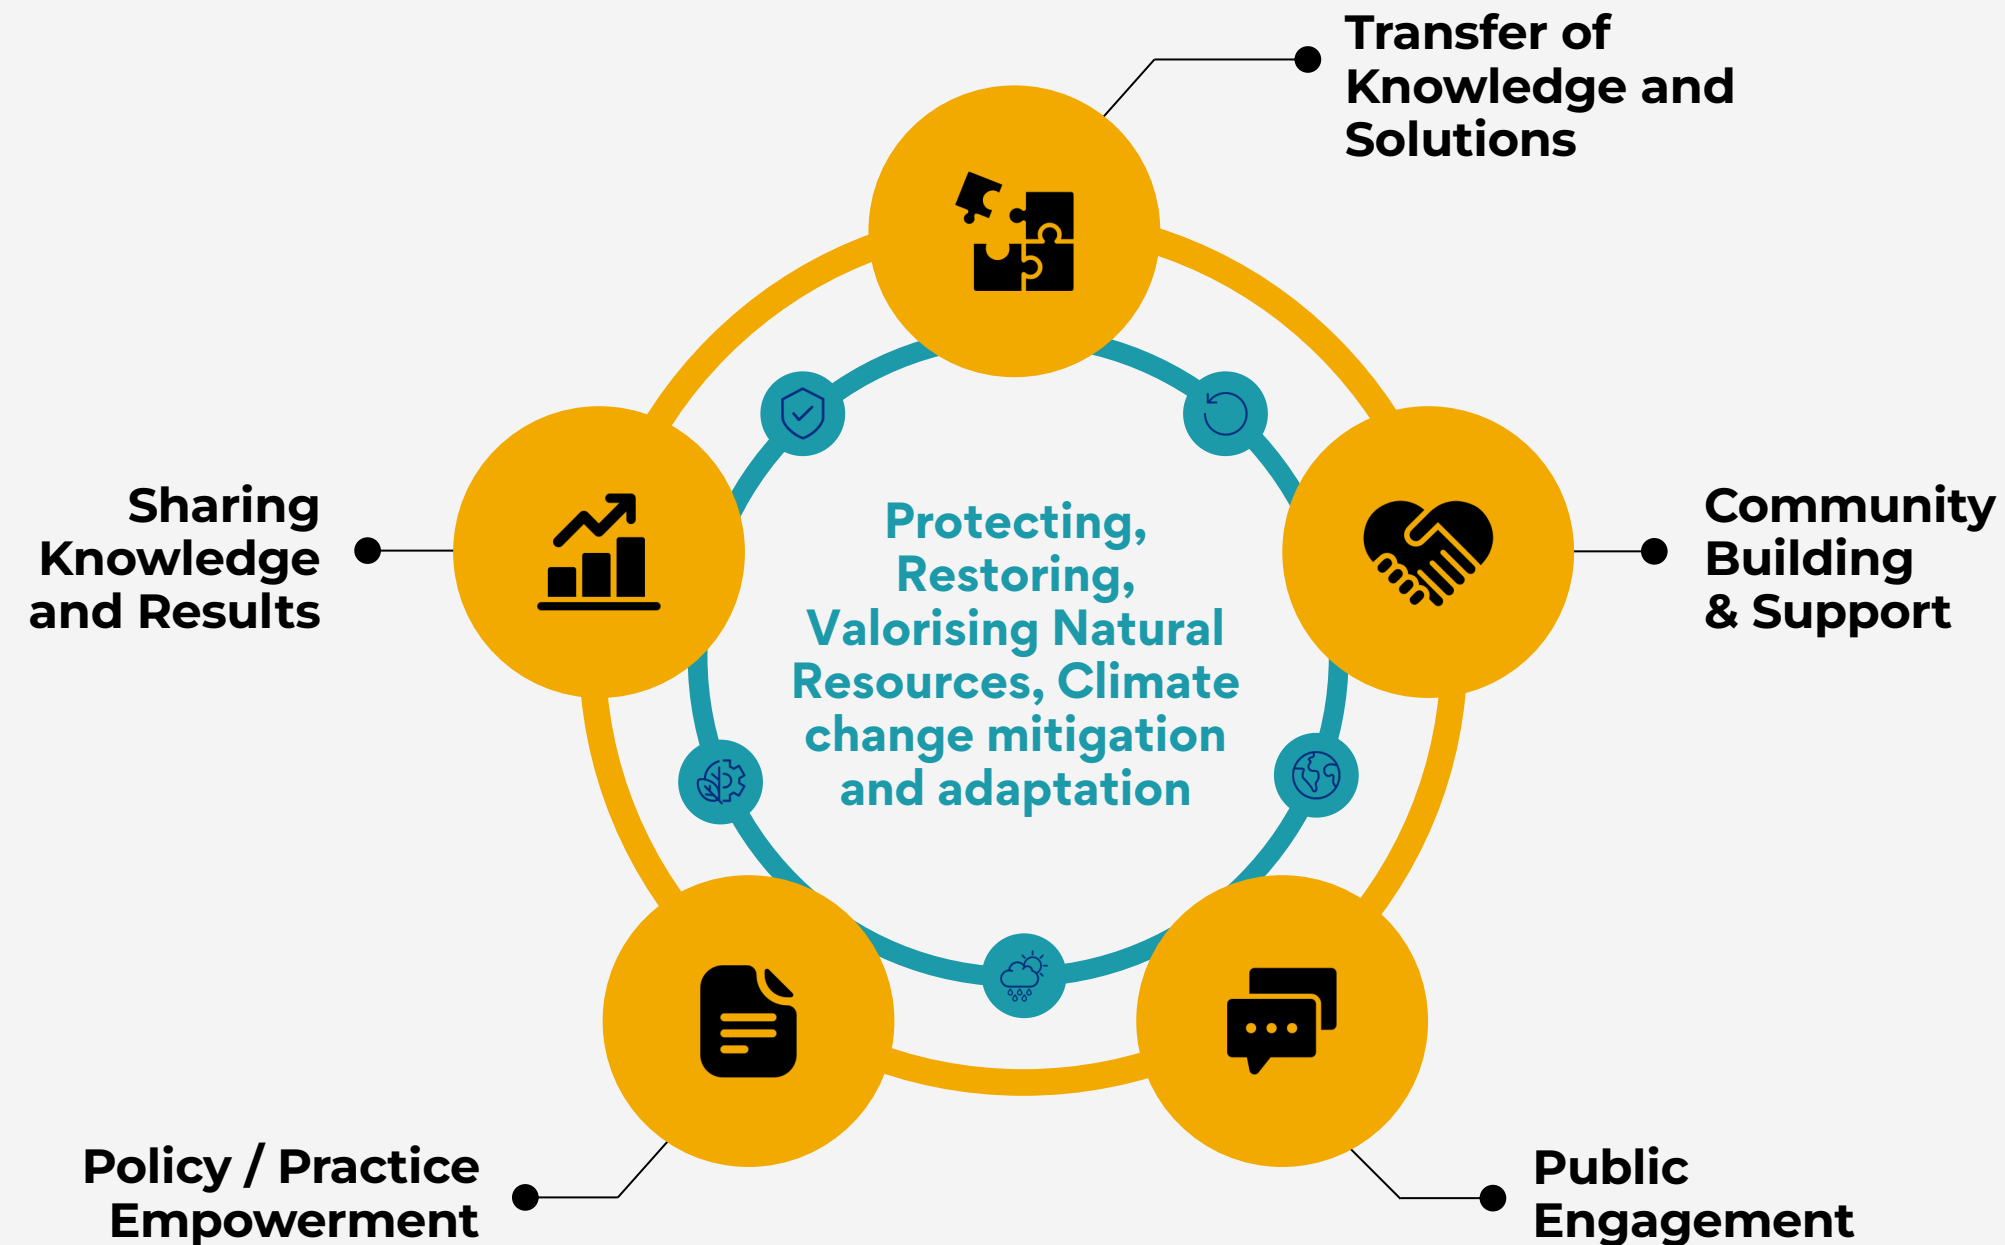 Transfer of
Knowledge and
Solutions
Community
Building
& Support
Sharing
Knowledge
and Results
Protecting,
Restoring,
Valorising Natural
Resources, Climate
change mitigation
and adaptation
Policy / Practice
Empowerment
Public
Engagement